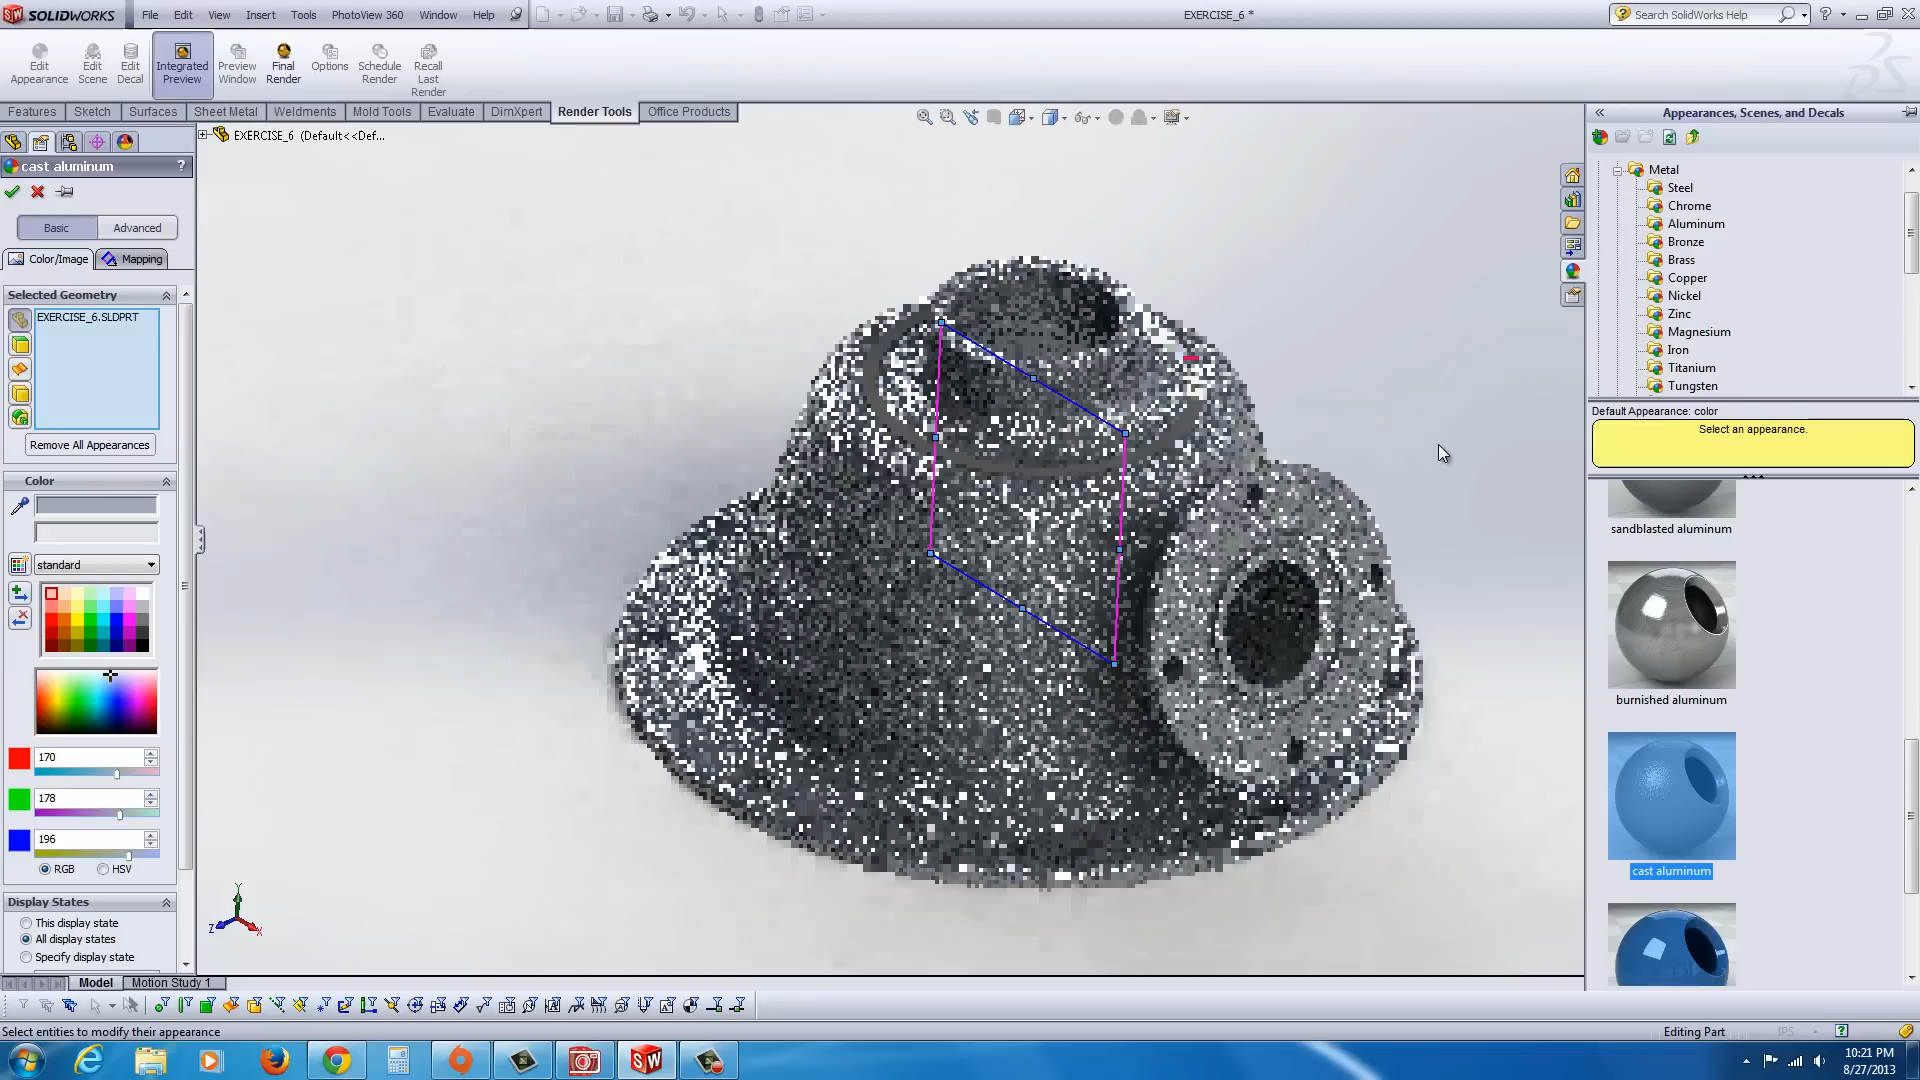 SOLIDWORKS
File Edit View Insert Tools PhotoView 360 Window Help
EXERCISE_6 *
Search SolidWorks Help
Edit Appearance
Edit Scene
Edit Decal
Integrated Preview
Preview Window
Final Render
Options
Schedule Render
Recall Last Render
Features Sketch Surfaces Sheet Metal Weldments Mold Tools Evaluate DimXpert Render Tools Office Products
EXERCISE_6 (Default<<Def...
cast aluminum ?
Basic Advanced
Color/Image Mapping
Selected Geometry
EXERCISE_6.SLDPRT
Remove All Appearances
Color
standard
170
178
196
RGB HSV
Display States
This display state
All display states
Specify display state
Y
Z
X
Appearances, Scenes, and Decals
Metal
Steel
Chrome
Aluminum
Bronze
Brass
Copper
Nickel
Zinc
Magnesium
Iron
Titanium
Tungsten
Default Appearance: color
Select an appearance.
sandblasted aluminum
burnished aluminum
cast aluminum
Model Motion Study 1
Select entities to modify their appearance
Editing Part
IPS
10:21 PM
8/27/2013